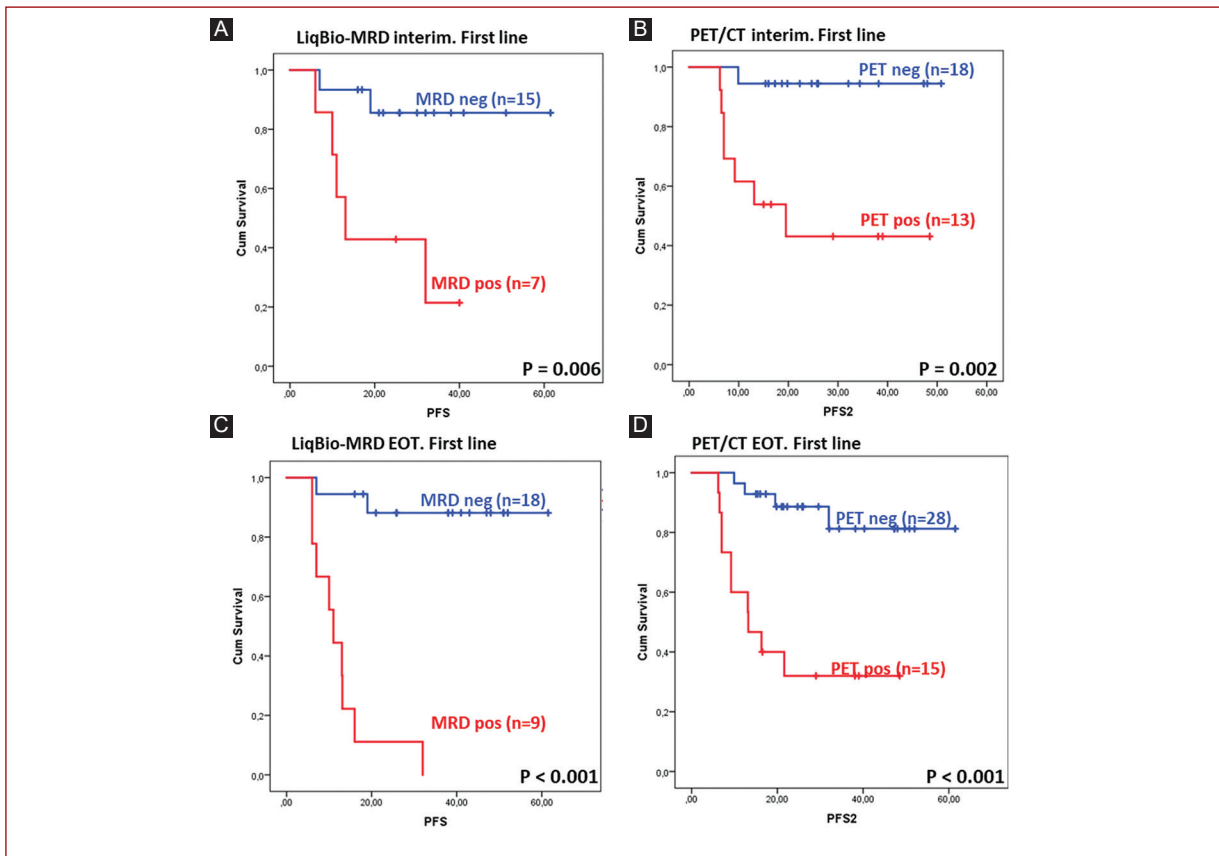 A
LiqBio-MRD interim. First line
1,0
0,8
0,6
0,4
0,2
0,0
Cum Survival
MRD neg (n=15)
MRD pos (n=7)
P = 0.006
,00
20,00
40,00
60,00
PFS
B
PET/CT interim. First line
1,0
0,8
0,6
0,4
0,2
0,0
Cum Survival
PET neg (n=18)
PET pos (n=13)
P = 0.002
,00
10,00
20,00
30,00
40,00
50,00
60,00
PFS2
C
LiqBio-MRD EOT. First line
1,0
0,8
0,6
0,4
0,2
0,0
Cum Survival
MRD neg (n=18)
MRD pos (n=9)
P < 0.001
,00
20,00
40,00
60,00
PFS
D
PET/CT EOT. First line
1,0
0,8
0,6
0,4
0,2
0,0
Cum Survival
PET neg (n=28)
PET pos (n=15)
P < 0.001
,00
20,00
40,00
60,00
PFS2